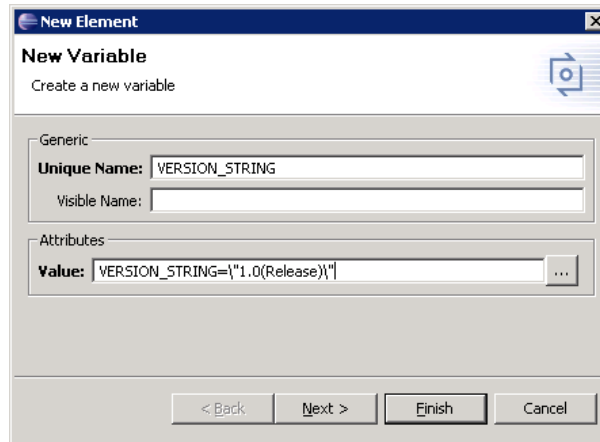 New Element
New Variable
Create a new variable
Generic
Unique Name: VERSION_STRING
Visible Name:
Attributes
Value: VERSION_STRING=\"1.0(Release)\" ...
< Back Next > Finish Cancel